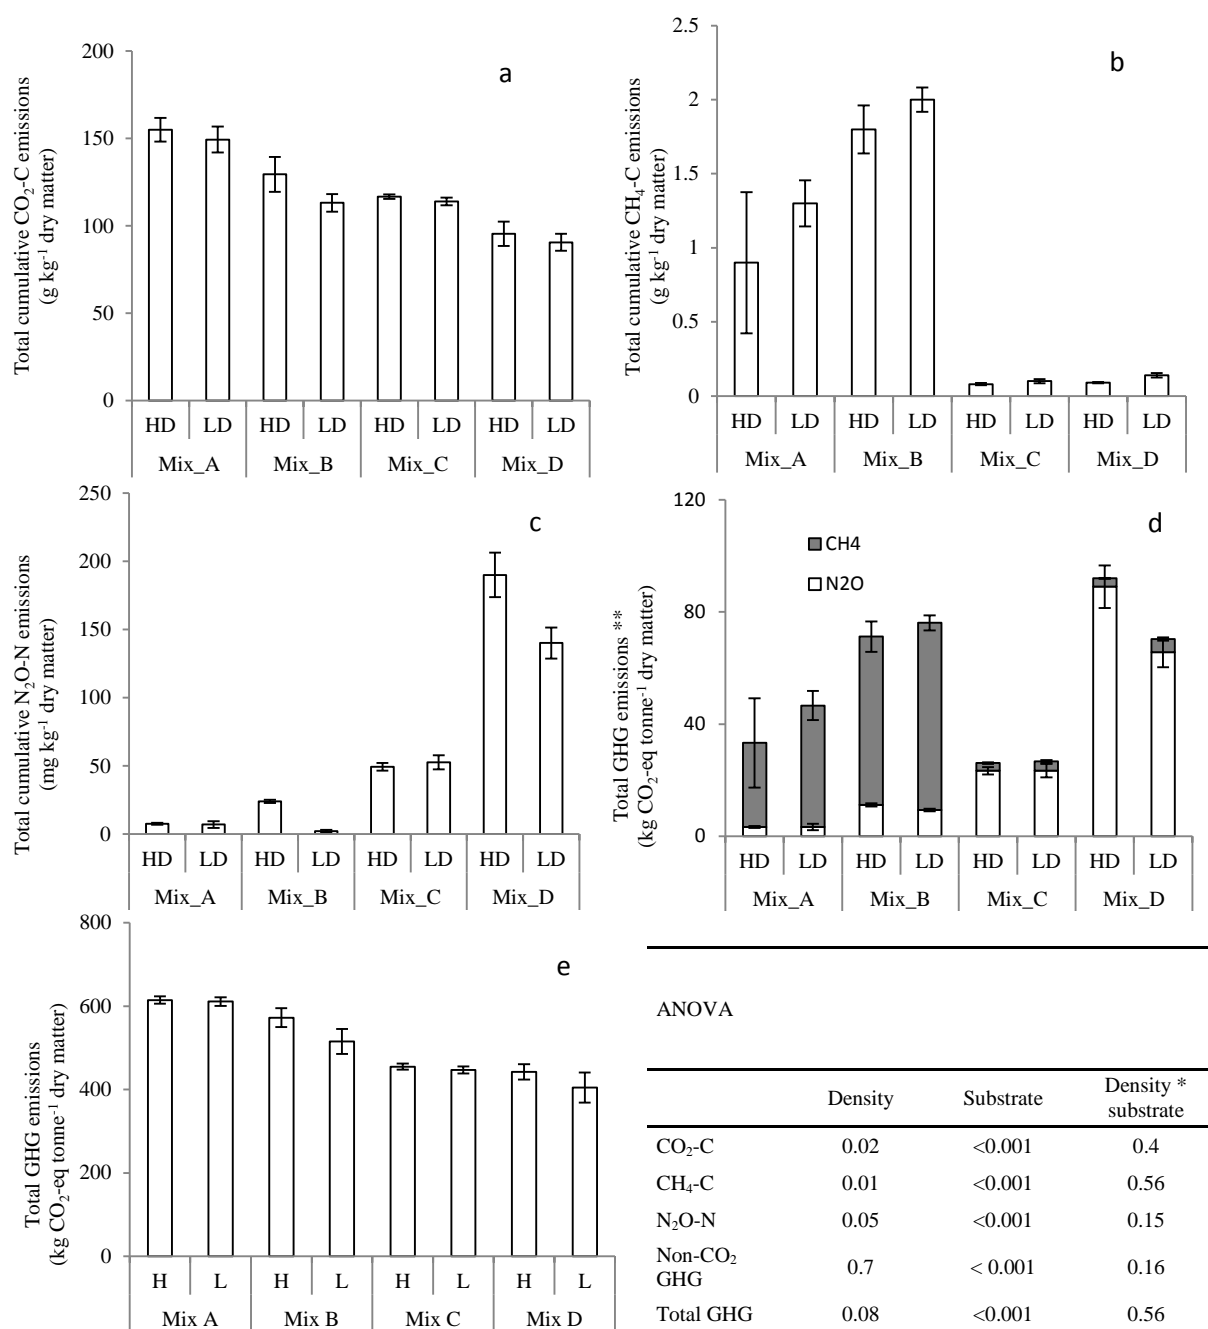 a
Total cumulative CO₂-C emissions
(g kg⁻¹ dry matter)
200
150
100
50
0
HD LD HD LD HD LD HD LD
Mix_A Mix_B Mix_C Mix_D
b
Total cumulative CH₄-C emissions
(g kg⁻¹ dry matter)
2.5
2
1.5
1
0.5
0
HD LD HD LD HD LD HD LD
Mix_A Mix_B Mix_C Mix_D
c
Total cumulative N₂O-N emissions
(mg kg⁻¹ dry matter)
250
200
150
100
50
0
HD LD HD LD HD LD HD LD
Mix_A Mix_B Mix_C Mix_D
d
Total GHG emissions **
(kg CO₂-eq tonne⁻¹ dry matter)
120
80
40
0
CH4
N2O
HD LD HD LD HD LD HD LD
Mix_A Mix_B Mix_C Mix_D
e
Total GHG emissions
(kg CO₂-eq tonne⁻¹ dry matter)
800
600
400
200
0
H L H L H L H L
Mix A Mix B Mix C Mix D
ANOVA
Density Substrate Density *
substrate
CO₂-C 0.02 <0.001 0.4
CH₄-C 0.01 <0.001 0.56
N₂O-N 0.05 <0.001 0.15
Non-CO₂
GHG 0.7 < 0.001 0.16
Total GHG 0.08 <0.001 0.56